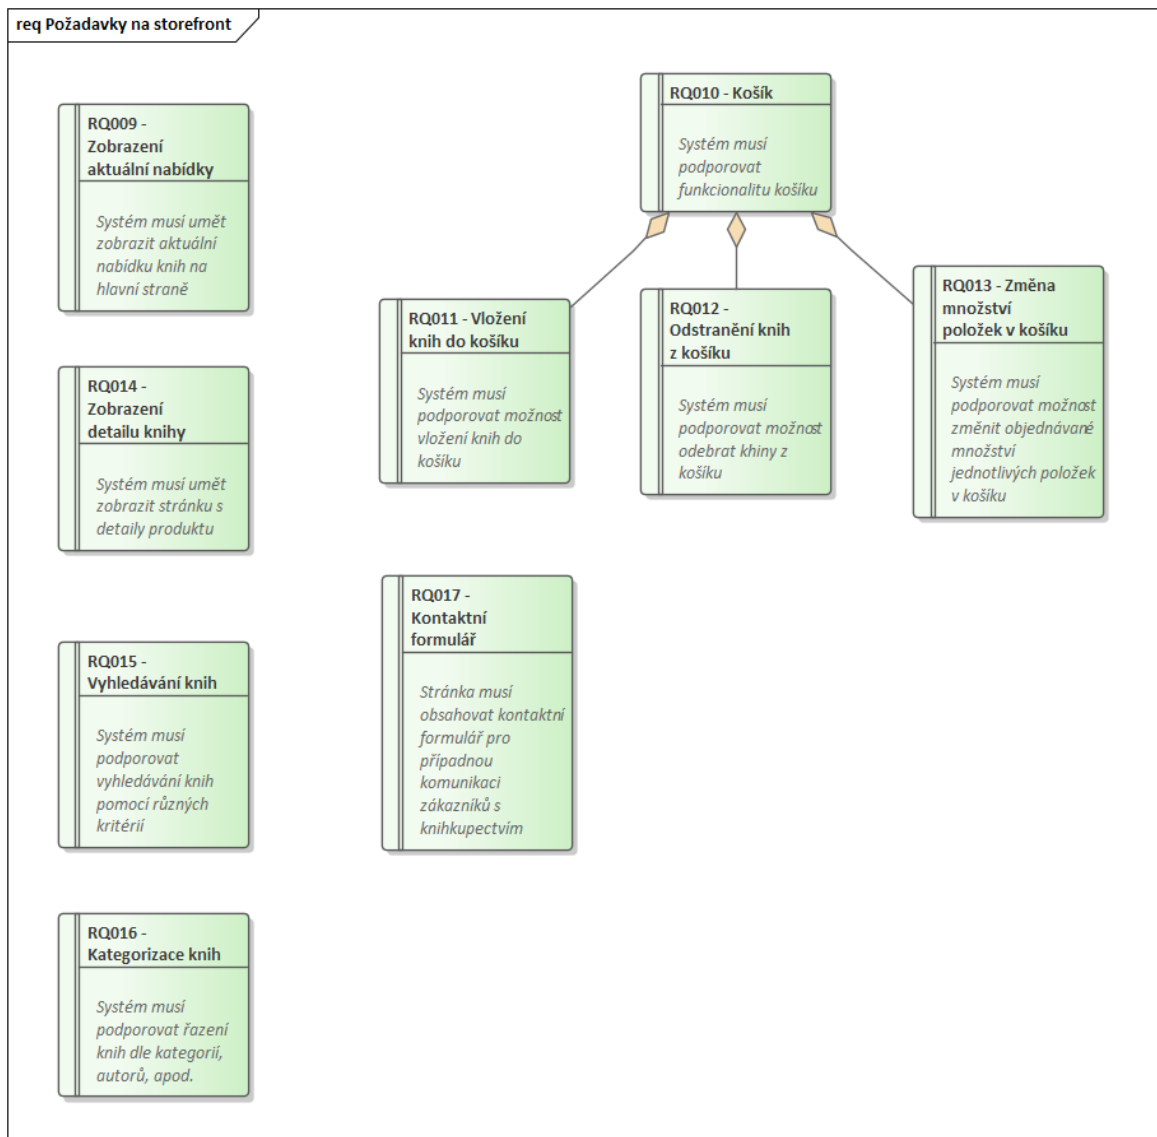 req Požadavky na storefront
RQ009 -
Zobrazení
aktuální nabídky
Systém musí umět
zobrazit aktuální
nabídku knih na
hlavní straně
RQ010 - Košík
Systém musí
podporovat
funkcionalitu košíku
RQ011 - Vložení
knih do košíku
Systém musí
podporovat možnost
vložení knih do
košíku
RQ012 -
Odstranění knih
z košíku
Systém musí
podporovat možnost
odebrat khiny z
košíku
RQ013 - Změna
množství
položek v košíku
Systém musí
podporovat možnost
změnit objednávané
množství
jednotlivých položek
v košíku
RQ014 -
Zobrazení
detailu knihy
Systém musí umět
zobrazit stránku s
detaily produktu
RQ017 -
Kontaktní
formulář
Stránka musí
obsahovat kontaktní
formulář pro
případnou
komunikaci
zákazníků s
knihkupectvím
RQ015 -
Vyhledávání knih
Systém musí
podporovat
vyhledávání knih
pomocí různých
kritérií
RQ016 -
Kategorizace knih
Systém musí
podporovat řazení
knih dle kategorií,
autorů, apod.